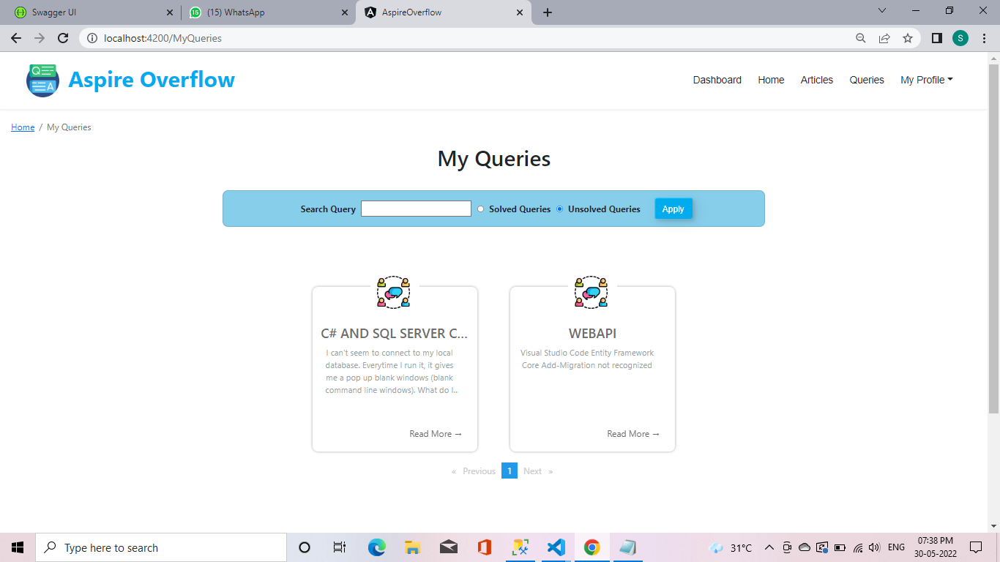 Swagger UI
15
(15) WhatsApp
AspireOverflow
localhost:4200/MyQueries
S
Q
A
Aspire Overflow
Dashboard
Home
Articles
Queries
My Profile
Home / My Queries
My Queries
Search Query
Solved Queries
Unsolved Queries
Apply
C# AND SQL SERVER C...
I can't seem to connect to my local
database. Everytime I run it, it gives
me a pop up blank windows (blank
command line windows). What do I...
Read More →
WEBAPI
Visual Studio Code Entity Framework
Core Add-Migration not recognized
Read More →
« Previous 1 Next »
Type here to search
31°C
ENG
07:38 PM
30-05-2022